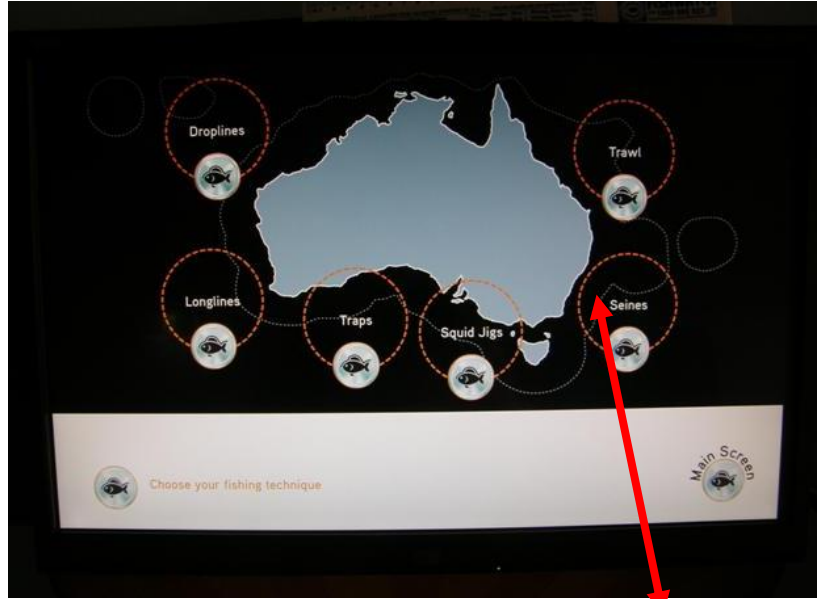 Droplines
Trawl
Longlines
Traps
Squid Jigs
Seines
Choose your fishing technique
Main Screen